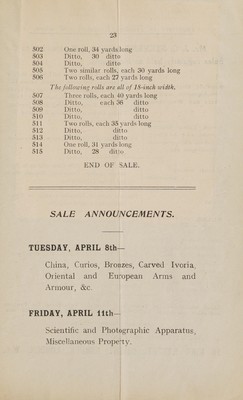 23
502 One roll, 34 yards long
503 Ditto, 30 ditto
504 Ditto, ditto
505 Two similar rolls, each 30 yards long
506 Two rolls, each 27 yards long
The following rolls are all of 18-inch width.
507 Three rolls, each 40 yards long
508 Ditto, each 36 ditto
509 Ditto, ditto
510 Ditto, ditto
511 Two rolls, each 35 yards long
512 Ditto, ditto
513 Ditto, ditto
514 One roll, 31 yards long
515 Ditto, 28 ditto
END OF SALE.
SALE ANNOUNCEMENTS.
TUESDAY, APRIL 8th—
China, Curios, Bronzes, Carved Ivoria,
Oriental and European Arms and
Armour, &c.
FRIDAY, APRIL 11th—
Scientific and Photographic Apparatus,
Miscellaneous Property.